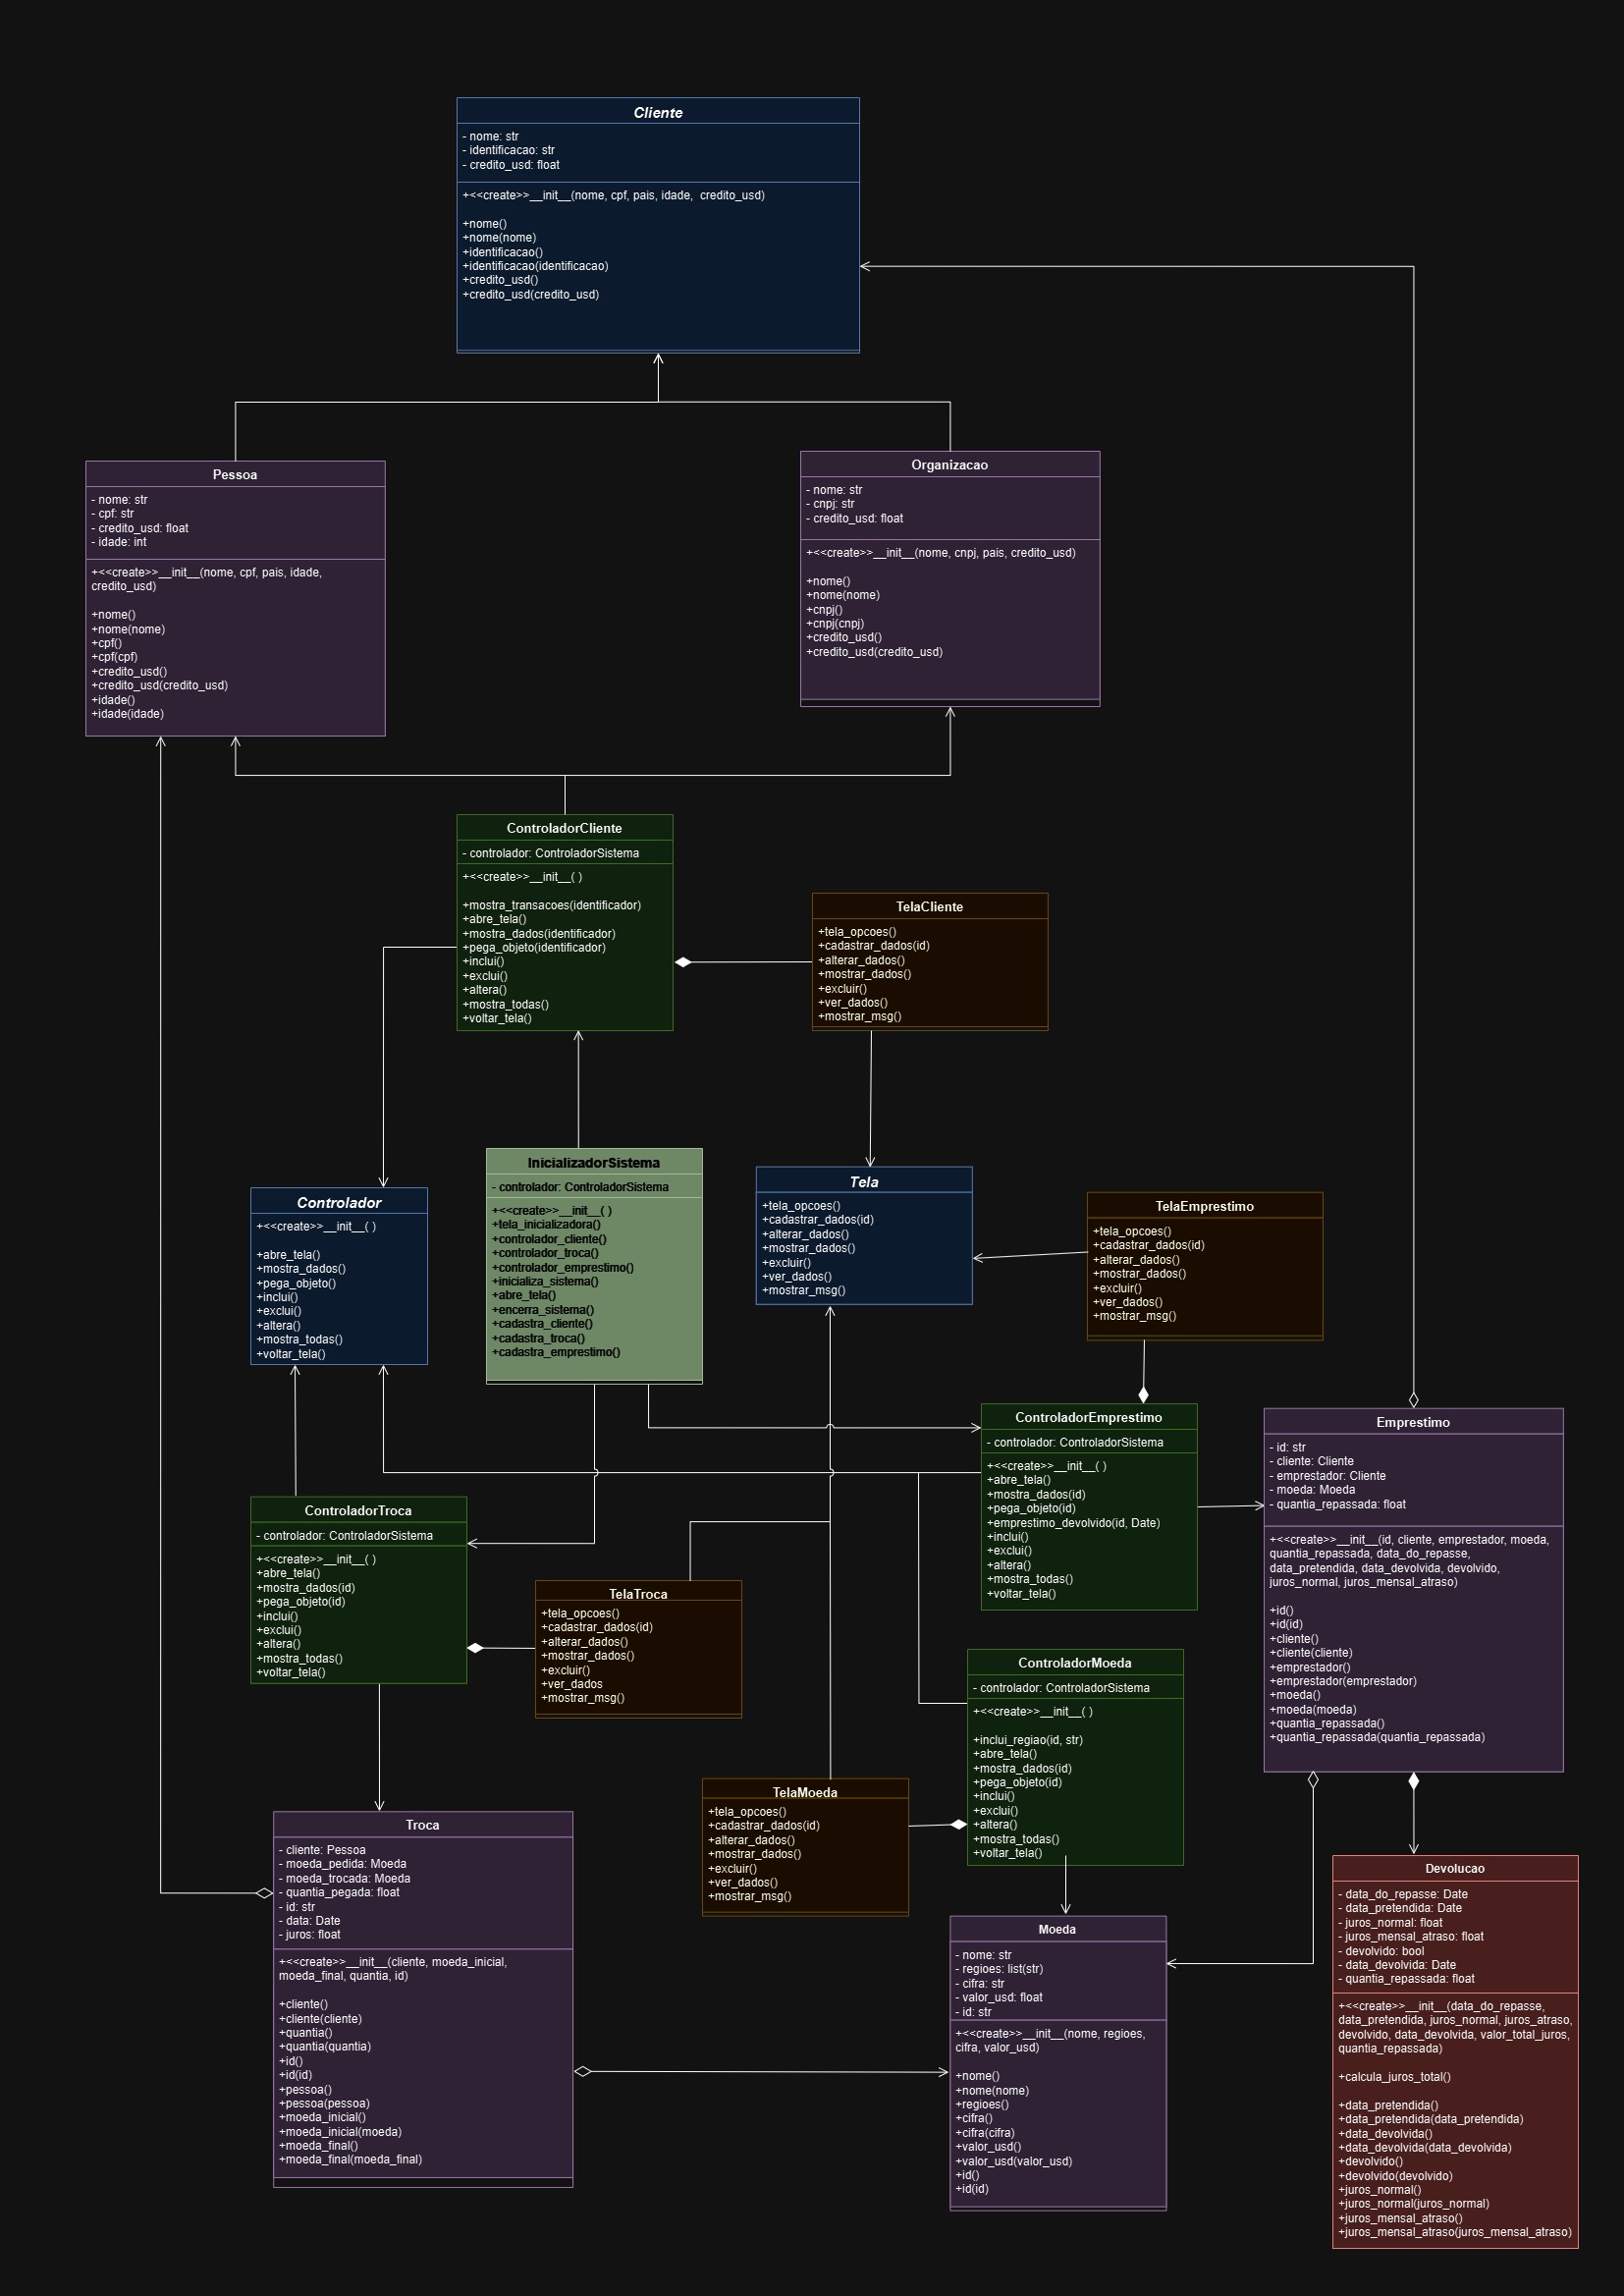 Cliente
- nome: str
- identificacao: str
- credito_usd: float
+<<create>>__init__(nome, cpf, pais, idade,  credito_usd)
+nome()
+nome(nome)
+identificacao()
+identificacao(identificacao)
+credito_usd()
+credito_usd(credito_usd)
Pessoa
- nome: str
- cpf: str
- credito_usd: float
- idade: int
+<<create>>__init__(nome, cpf, pais, idade,
credito_usd)
+nome()
+nome(nome)
+cpf()
+cpf(cpf)
+credito_usd()
+credito_usd(credito_usd)
+idade()
+idade(idade)
Organizacao
- nome: str
- cnpj: str
- credito_usd: float
+<<create>>__init__(nome, cnpj, pais, credito_usd)
+nome()
+nome(nome)
+cnpj()
+cnpj(cnpj)
+credito_usd()
+credito_usd(credito_usd)
ControladorCliente
- controlador: ControladorSistema
+<<create>>__init__( )
+mostra_transacoes(identificador)
+abre_tela()
+mostra_dados(identificador)
+pega_objeto(identificador)
+inclui()
+exclui()
+altera()
+mostra_todas()
+voltar_tela()
TelaCliente
+tela_opcoes()
+cadastrar_dados(id)
+alterar_dados()
+mostrar_dados()
+excluir()
+ver_dados()
+mostrar_msg()
Controlador
+<<create>>__init__( )
+abre_tela()
+mostra_dados()
+pega_objeto()
+inclui()
+exclui()
+altera()
+mostra_todas()
+voltar_tela()
InicializadorSistema
- controlador: ControladorSistema
+<<create>>__init__( )
+tela_inicializadora()
+controlador_cliente()
+controlador_troca()
+controlador_emprestimo()
+inicializa_sistema()
+abre_tela()
+encerra_sistema()
+cadastra_cliente()
+cadastra_troca()
+cadastra_emprestimo()
Tela
+tela_opcoes()
+cadastrar_dados(id)
+alterar_dados()
+mostrar_dados()
+excluir()
+ver_dados()
+mostrar_msg()
TelaEmprestimo
+tela_opcoes()
+cadastrar_dados(id)
+alterar_dados()
+mostrar_dados()
+excluir()
+ver_dados()
+mostrar_msg()
ControladorEmprestimo
- controlador: ControladorSistema
+<<create>>__init__( )
+abre_tela()
+mostra_dados(id)
+pega_objeto(id)
+emprestimo_devolvido(id, Date)
+inclui()
+exclui()
+altera()
+mostra_todas()
+voltar_tela()
Emprestimo
- id: str
- cliente: Cliente
- emprestador: Cliente
- moeda: Moeda
- quantia_repassada: float
+<<create>>__init__(id, cliente, emprestador, moeda,
quantia_repassada, data_do_repasse,
data_pretendida, data_devolvida, devolvido,
juros_normal, juros_mensal_atraso)
+id()
+id(id)
+cliente()
+cliente(cliente)
+emprestador()
+emprestador(emprestador)
+moeda()
+moeda(moeda)
+quantia_repassada()
+quantia_repassada(quantia_repassada)
ControladorTroca
- controlador: ControladorSistema
+<<create>>__init__( )
+abre_tela()
+mostra_dados(id)
+pega_objeto(id)
+inclui()
+exclui()
+altera()
+mostra_todas()
+voltar_tela()
TelaTroca
+tela_opcoes()
+cadastrar_dados(id)
+alterar_dados()
+mostrar_dados()
+excluir()
+ver_dados
+mostrar_msg()
ControladorMoeda
- controlador: ControladorSistema
+<<create>>__init__( )
+inclui_regiao(id, str)
+abre_tela()
+mostra_dados(id)
+pega_objeto(id)
+inclui()
+exclui()
+altera()
+mostra_todas()
+voltar_tela()
TelaMoeda
+tela_opcoes()
+cadastrar_dados(id)
+alterar_dados()
+mostrar_dados()
+excluir()
+ver_dados()
+mostrar_msg()
Troca
- cliente: Pessoa
- moeda_pedida: Moeda
- moeda_trocada: Moeda
- quantia_pegada: float
- id: str
- data: Date
- juros: float
+<<create>>__init__(cliente, moeda_inicial,
moeda_final, quantia, id)
+cliente()
+cliente(cliente)
+quantia()
+quantia(quantia)
+id()
+id(id)
+pessoa()
+pessoa(pessoa)
+moeda_inicial()
+moeda_inicial(moeda)
+moeda_final()
+moeda_final(moeda_final)
Moeda
- nome: str
- regioes: list(str)
- cifra: str
- valor_usd: float
- id: str
+<<create>>__init__(nome, regioes,
cifra, valor_usd)
+nome()
+nome(nome)
+regioes()
+cifra()
+cifra(cifra)
+valor_usd()
+valor_usd(valor_usd)
+id()
+id(id)
Devolucao
- data_do_repasse: Date
- data_pretendida: Date
- juros_normal: float
- juros_mensal_atraso: float
- devolvido: bool
- data_devolvida: Date
- quantia_repassada: float
+<<create>>__init__(data_do_repasse,
data_pretendida, juros_normal, juros_atraso,
devolvido, data_devolvida, valor_total_juros,
quantia_repassada)
+calcula_juros_total()
+data_pretendida()
+data_pretendida(data_pretendida)
+data_devolvida()
+data_devolvida(data_devolvida)
+devolvido()
+devolvido(devolvido)
+juros_normal()
+juros_normal(juros_normal)
+juros_mensal_atraso()
+juros_mensal_atraso(juros_mensal_atraso)